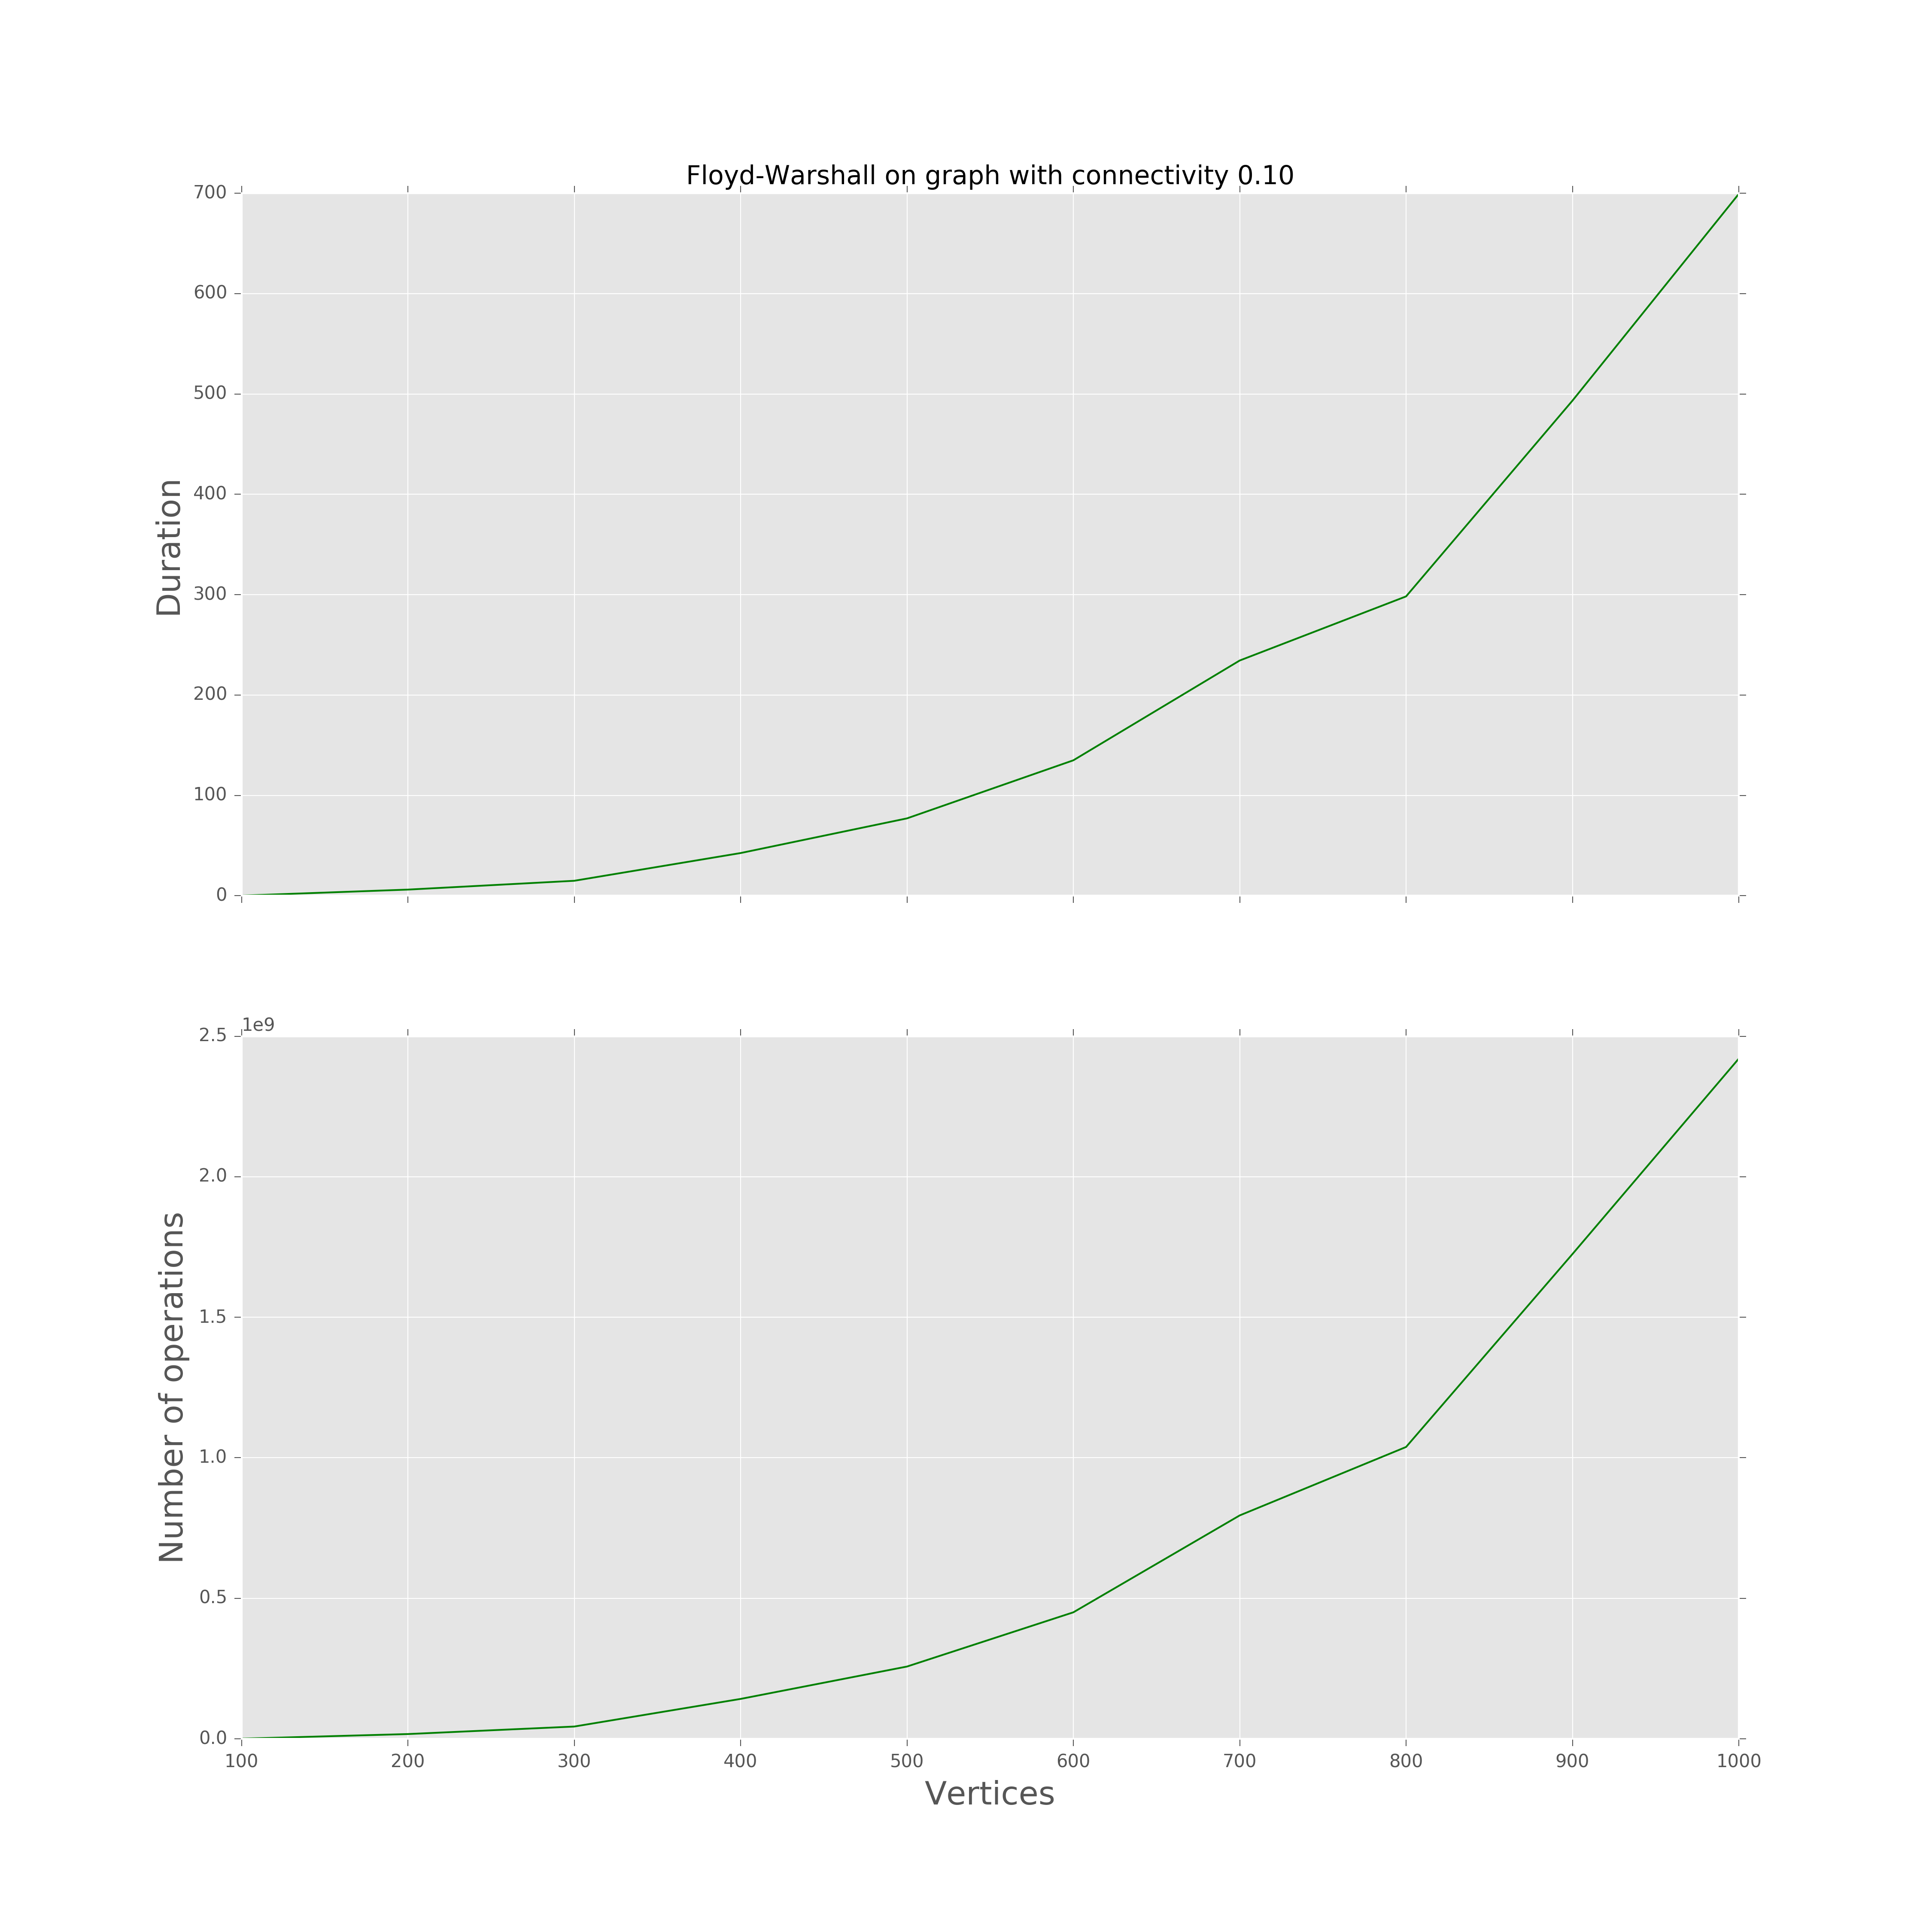 Floyd-Warshall on graph with connectivity 0.10
700
600
500
400
300
200
100
0
Duration
1e9
2.5
2.0
1.5
1.0
0.5
0.0
Number of operations
100 200 300 400 500 600 700 800 900 1000
Vertices